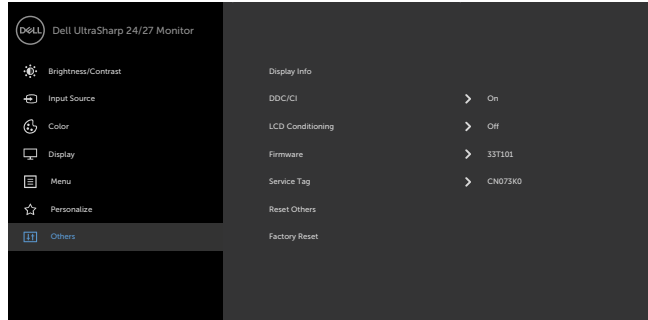 DELL Dell UltraSharp 24/27 Monitor
Brightness/Contrast
Input Source
Color
Display
Menu
Personalize
Others
Display Info
DDC/CI On
LCD Conditioning Off
Firmware 33T101
Service Tag CN073K0
Reset Others
Factory Reset